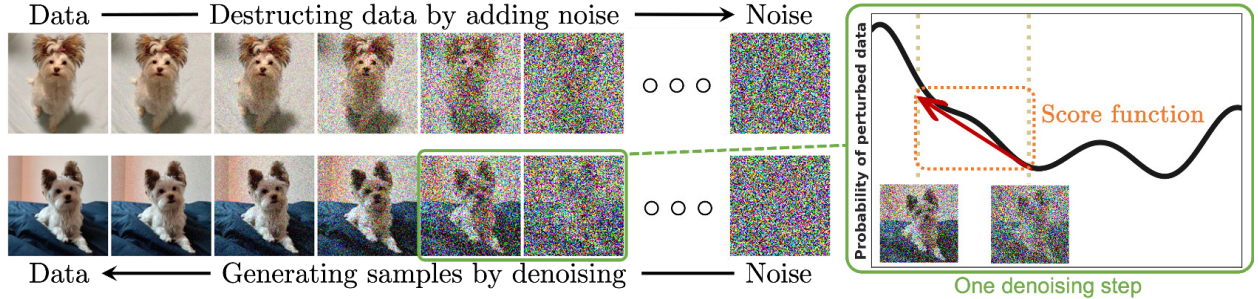 Data Destructing data by adding noise Noise
Data Generating samples by denoising Noise
Probability of perturbed data
Score function
One denoising step